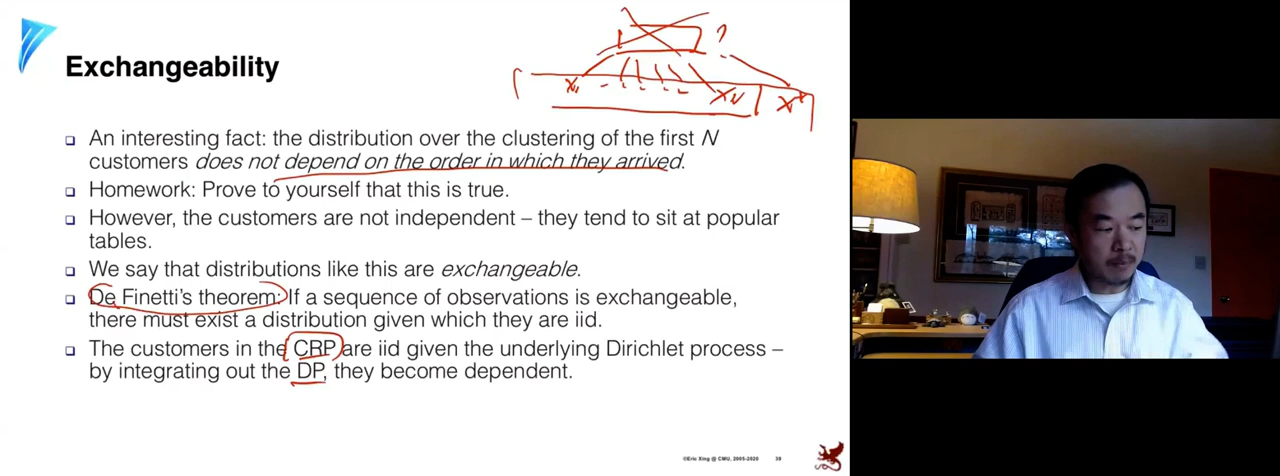 Exchangeability
X₁
XN
X*
?
An interesting fact: the distribution over the clustering of the first N
customers does not depend on the order in which they arrived.
Homework: Prove to yourself that this is true.
However, the customers are not independent – they tend to sit at popular
tables.
We say that distributions like this are exchangeable.
De Finetti's theorem: If a sequence of observations is exchangeable,
there must exist a distribution given which they are iid.
The customers in the CRP are iid given the underlying Dirichlet process –
by integrating out the DP, they become dependent.
©Eric Xing @ CMU, 2005-2020
39